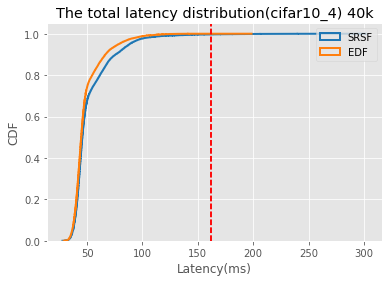 The total latency distribution(cifar10_4) 40k
SRSF
EDF
1.0
0.8
0.6
0.4
0.2
0.0
CDF
50
100
150
200
250
300
Latency(ms)